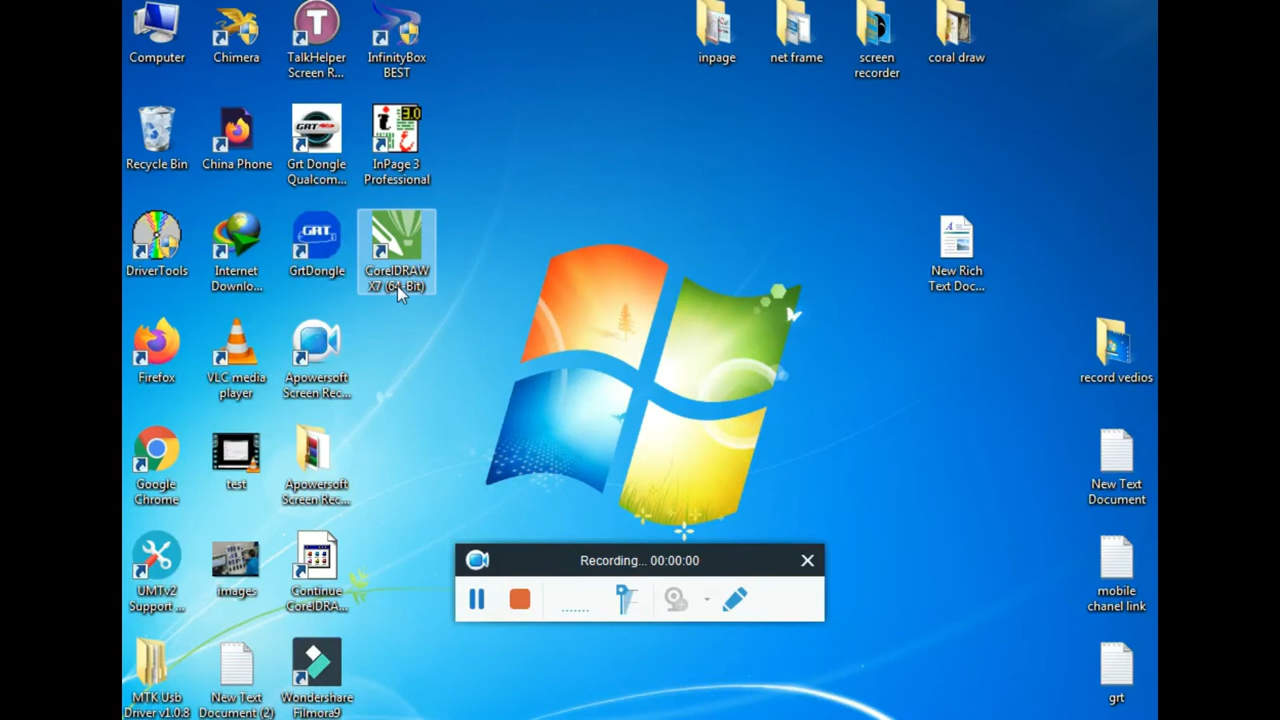 Computer
Chimera
TalkHelper
Screen R...
InfinityBox
BEST
inpage
net frame
screen
recorder
coral draw
Recycle Bin
China Phone
GRT
Grt Dongle
Qualcom...
3.0
InPage 3
Professional
DriverTools
Internet
Downlo...
GRT
GrtDongle
CorelDRAW
X7 (64-Bit)
New Rich
Text Doc...
Firefox
VLC media
player
Apowersoft
Screen Rec...
record vedios
Google
Chrome
test
Apowersoft
Screen Rec...
New Text
Document
Recording... 00:00:00
UMTv2
Support ...
images
Continue
CorelDRA...
mobile
chanel link
MTK Usb
Driver v1.0.8
New Text
Document (2)
Wondershare
Filmora9
grt